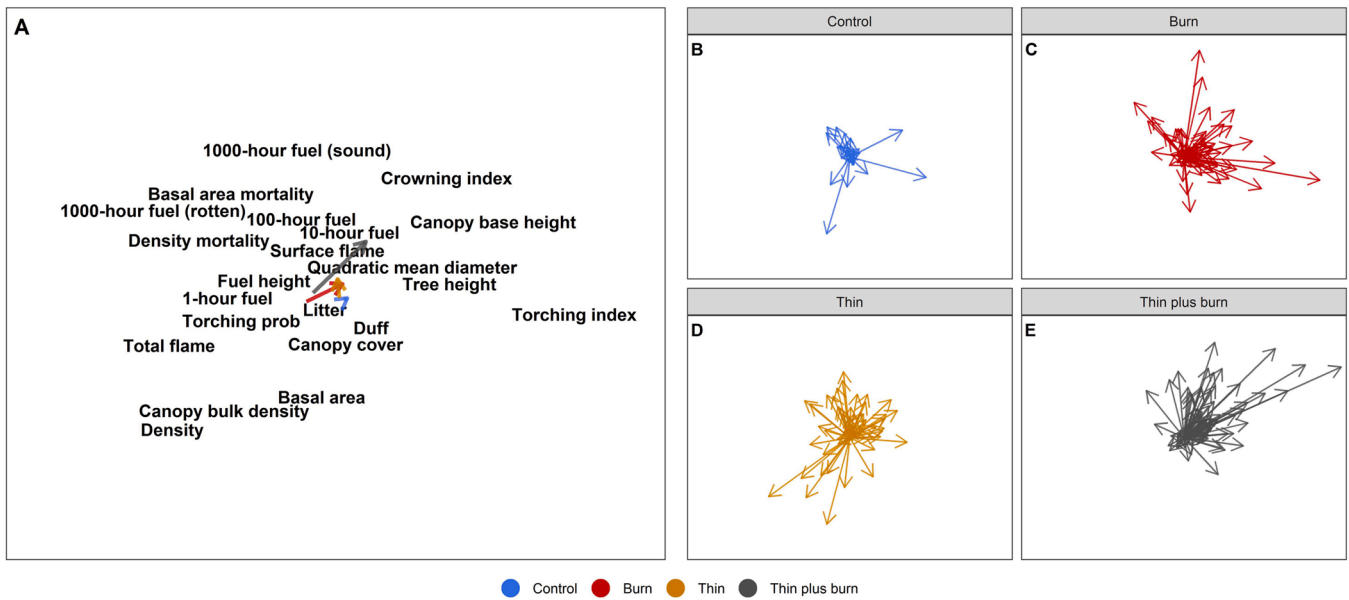 A
1000-hour fuel (sound)
Crowning index
Basal area mortality
1000-hour fuel (rotten)
100-hour fuel
Canopy base height
10-hour fuel
Density mortality
Surface flame
Quadratic mean diameter
Fuel height
Tree height
1-hour fuel
Litter
Torching index
Torching prob
Duff
Total flame
Canopy cover
Basal area
Canopy bulk density
Density
Control
B
Burn
C
Thin
D
Thin plus burn
E
Control Burn Thin Thin plus burn